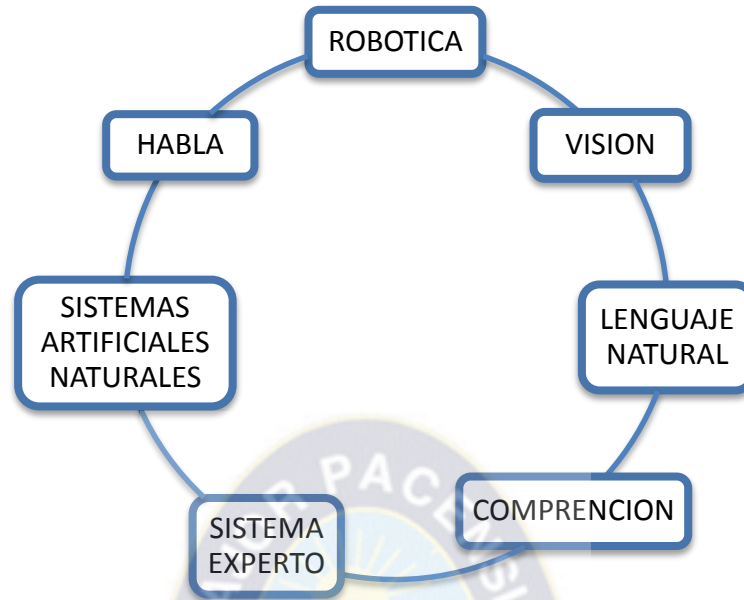 ROBOTICA
VISION
LENGUAJE
NATURAL
COMPRENCION
SISTEMA
EXPERTO
SISTEMAS
ARTIFICIALES
NATURALES
HABLA